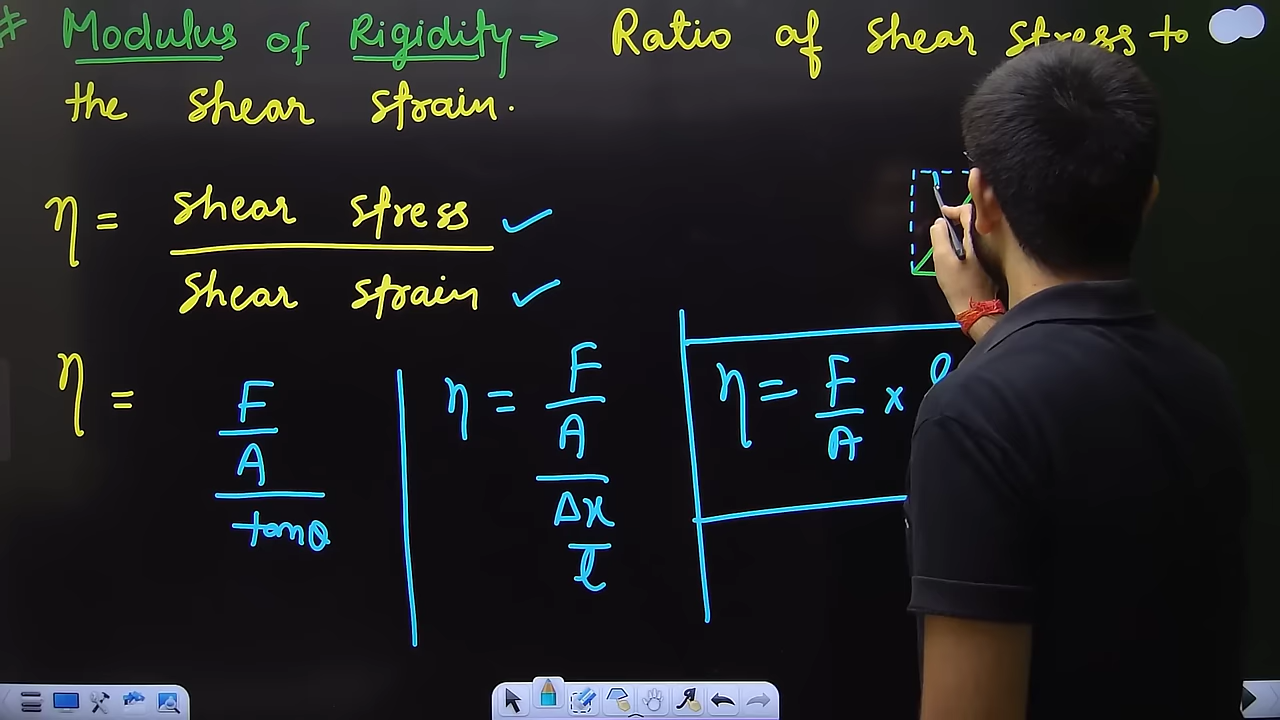 # Modulus of Rigidity → Ratio of shear stress to
the shear strain.
η = shear stress ✓
shear strain ✓
η = F
A
tanθ
η = F
A
Δx
l
η = F/A × l